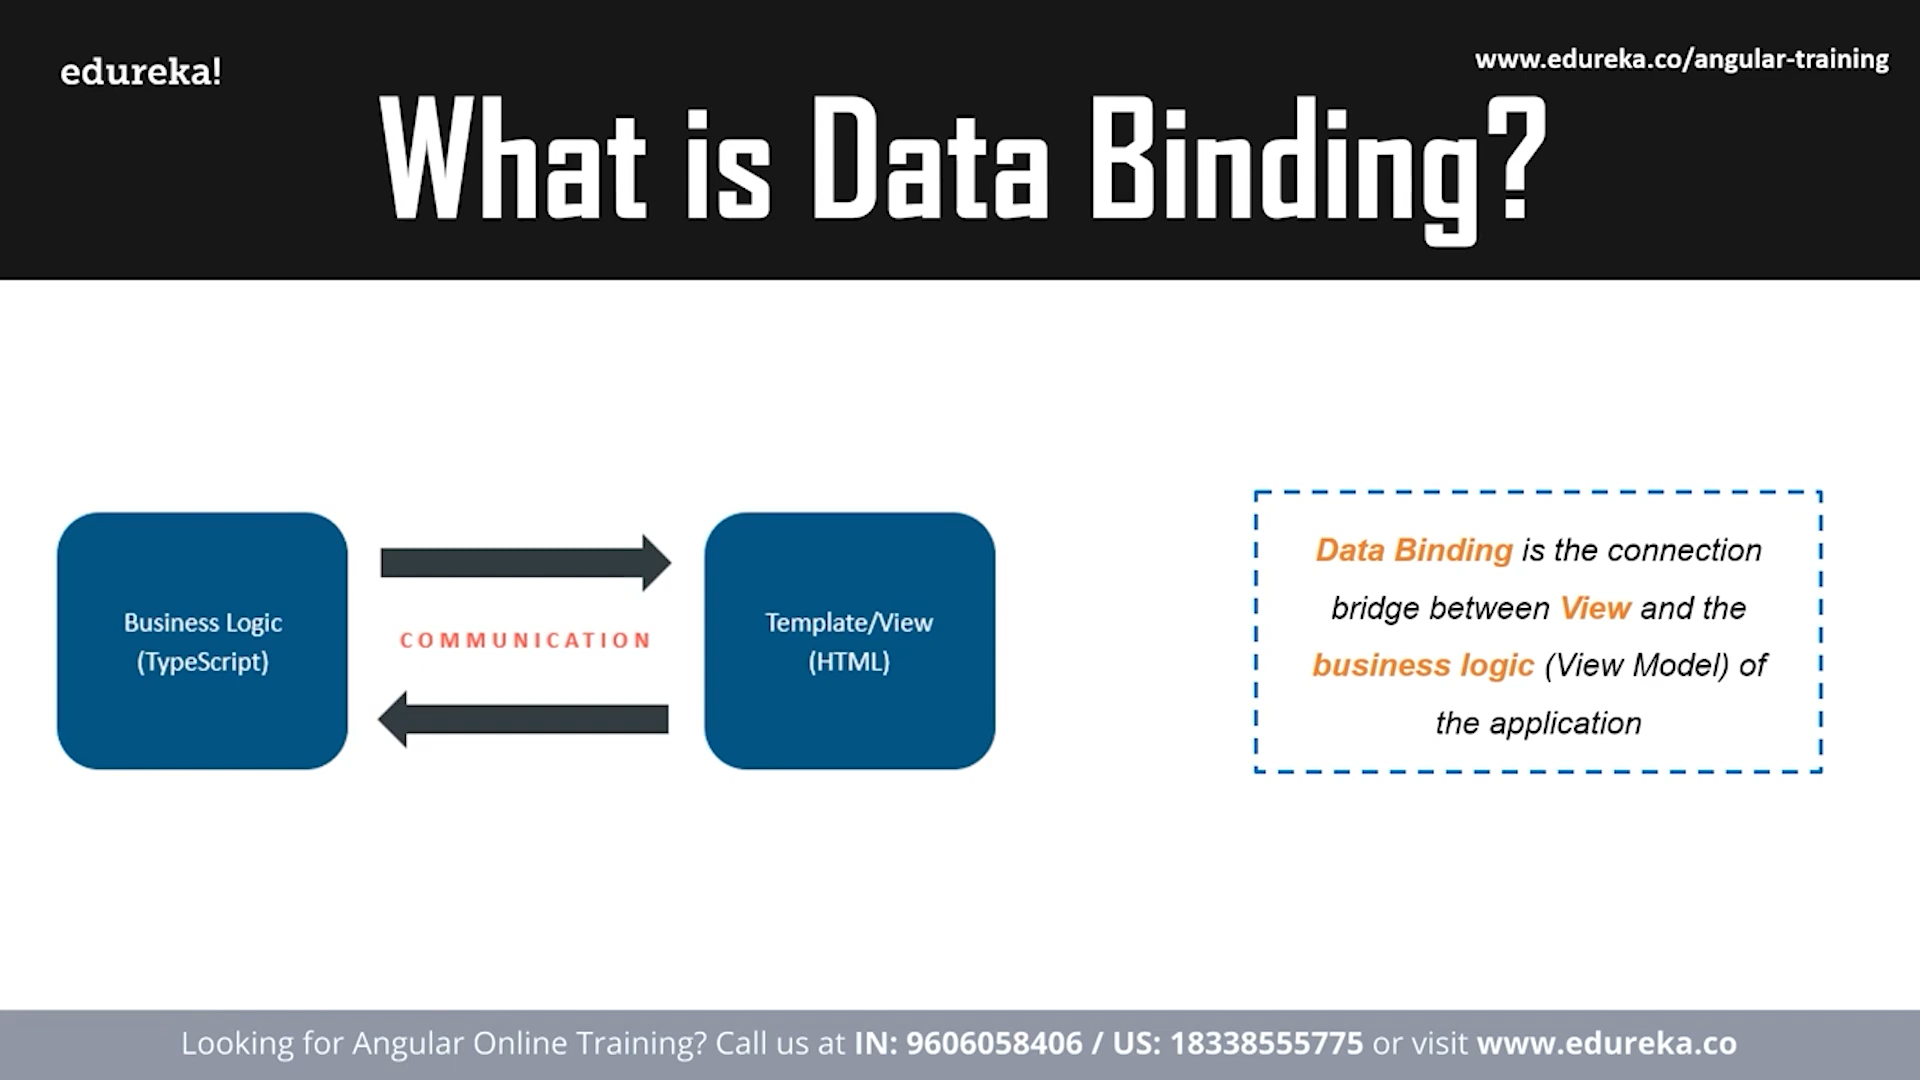 edureka!
www.edureka.co/angular-training
What is Data Binding?
Business Logic
(TypeScript)
COMMUNICATION
Template/View
(HTML)
Data Binding is the connection
bridge between View and the
business logic (View Model) of
the application
Looking for Angular Online Training? Call us at IN: 9606058406 / US: 18338555775 or visit www.edureka.co